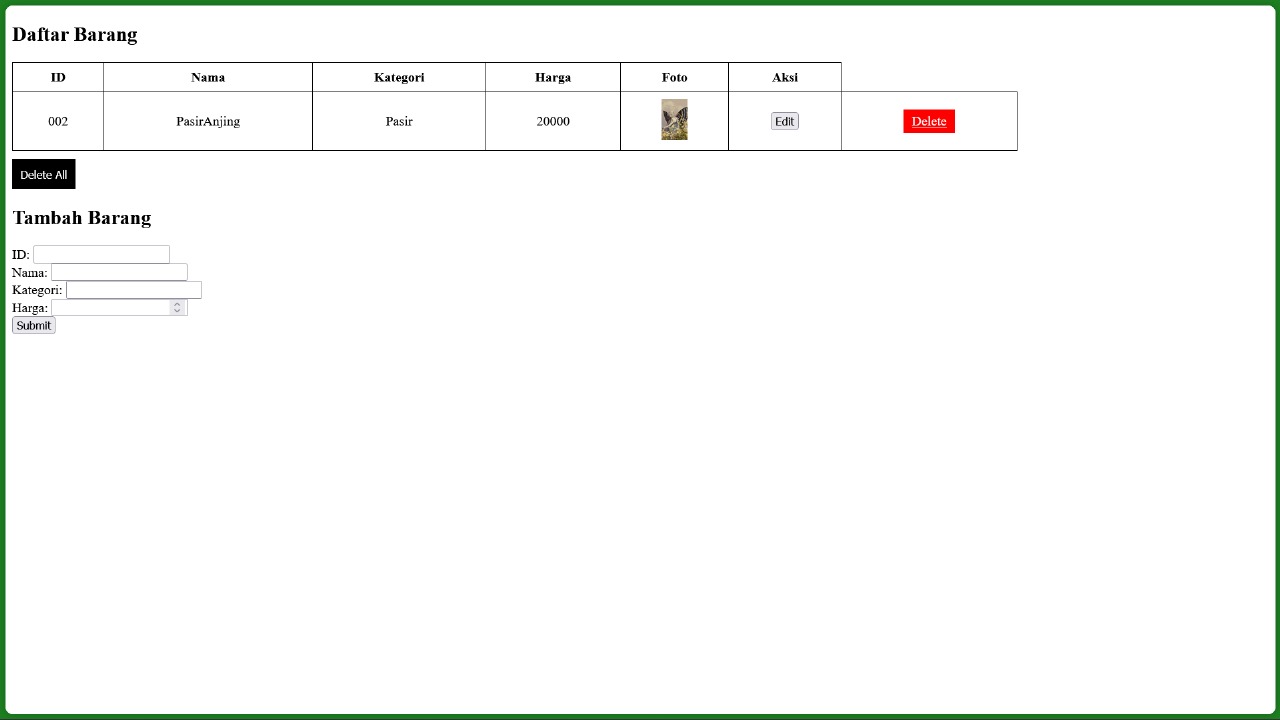 Daftar Barang
ID Nama Kategori Harga Foto Aksi
002 PasirAnjing Pasir 20000 Edit Delete
Delete All
Tambah Barang
ID:
Nama:
Kategori:
Harga:
Submit